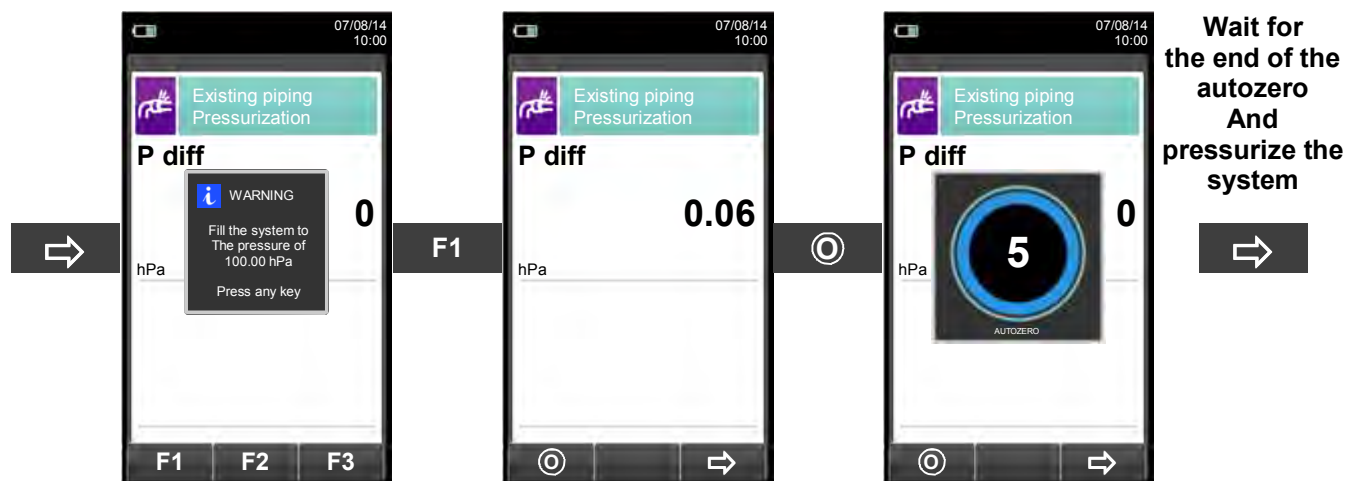 07/08/14
10:00
Existing piping
Pressurization
P diff
WARNING
Fill the system to
The pressure of
100.00 hPa
Press any key
0
hPa
F1 F2 F3
F1
07/08/14
10:00
Existing piping
Pressurization
P diff
0.06
hPa
07/08/14
10:00
Existing piping
Pressurization
P diff
0
5
AUTOZERO
hPa
Wait for
the end of the
autozero
And
pressurize the
system